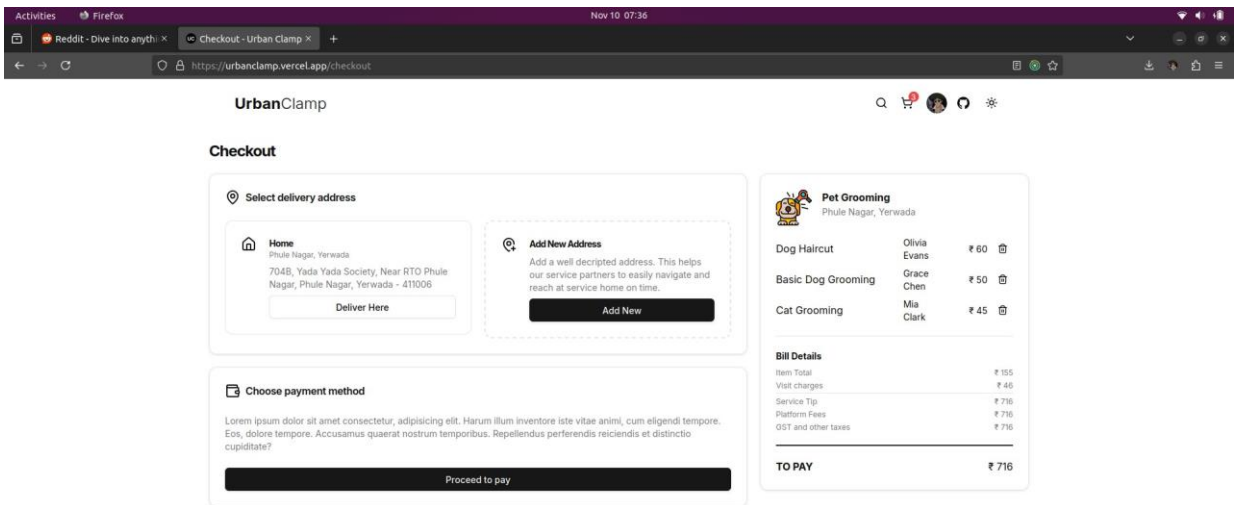 Activities Firefox Nov 10 07:36
Reddit - Dive into anythi Checkout - Urban Clamp +
https://urbanclamp.vercel.app/checkout
UrbanClamp
3
Checkout
Select delivery address
Home
Phule Nagar, Yerwada
704B, Yada Yada Society, Near RTO Phule
Nagar, Phule Nagar, Yerwada - 411006
Deliver Here
Add New Address
Add a well decripted address. This helps
our service partners to easily navigate and
reach at service home on time.
Add New
Choose payment method
Lorem ipsum dolor sit amet consectetur, adipisicing elit. Harum illum inventore iste vitae animi, cum eligendi tempore.
Eos, dolore tempore. Accusamus quaerat nostrum temporibus. Repellendus perferendis reiciendis et distinctio
cupiditate?
Proceed to pay
Pet Grooming
Phule Nagar, Yerwada
Dog Haircut Olivia Evans ₹ 60
Basic Dog Grooming Grace Chen ₹ 50
Cat Grooming Mia Clark ₹ 45
Bill Details
Item Total ₹ 155
Visit charges ₹ 46
Service Tip ₹ 716
Platform Fees ₹ 716
GST and other taxes ₹ 716
TO PAY ₹ 716